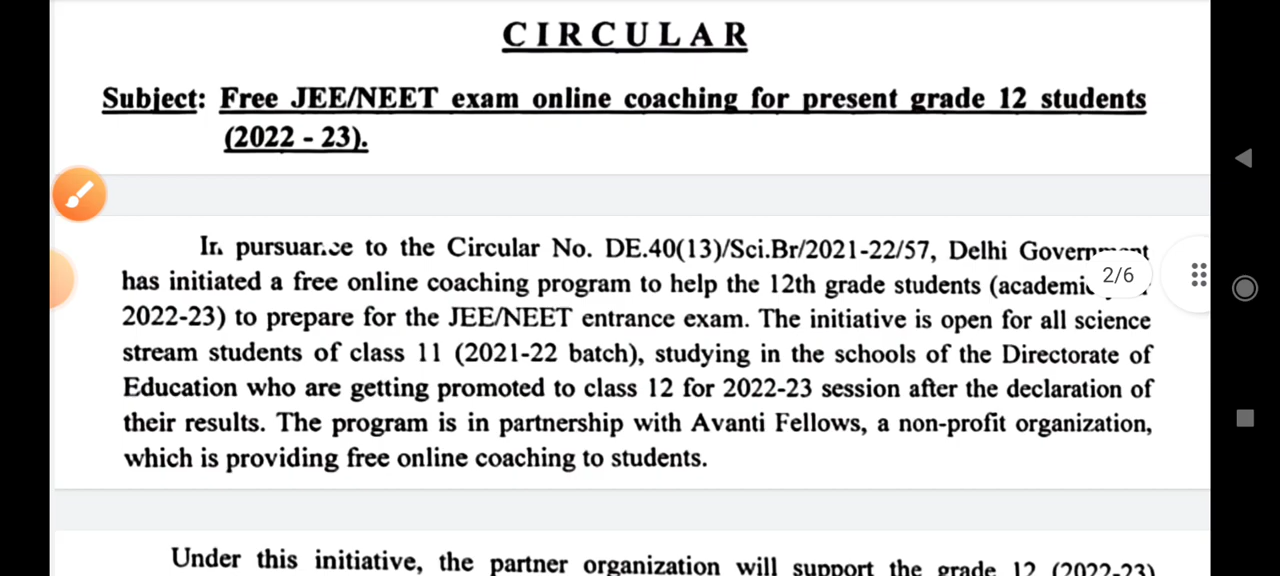 CIRCULAR
Subject: Free JEE/NEET exam online coaching for present grade 12 students
(2022 - 23).
In pursuance to the Circular No. DE.40(13)/Sci.Br/2021-22/57, Delhi Government
has initiated a free online coaching program to help the 12th grade students
2/6
2022-23) to prepare for the JEE/NEET entrance exam. The initiative is open for all science
stream students of class 11 (2021-22 batch), studying in the schools of the Directorate of
Education who are getting promoted to class 12 for 2022-23 session after the declaration of
their results. The program is in partnership with Avanti Fellows, a non-profit organization,
which is providing free online coaching to students.
Under this initiative, the partner organization will support the grade 12 (2022-23)